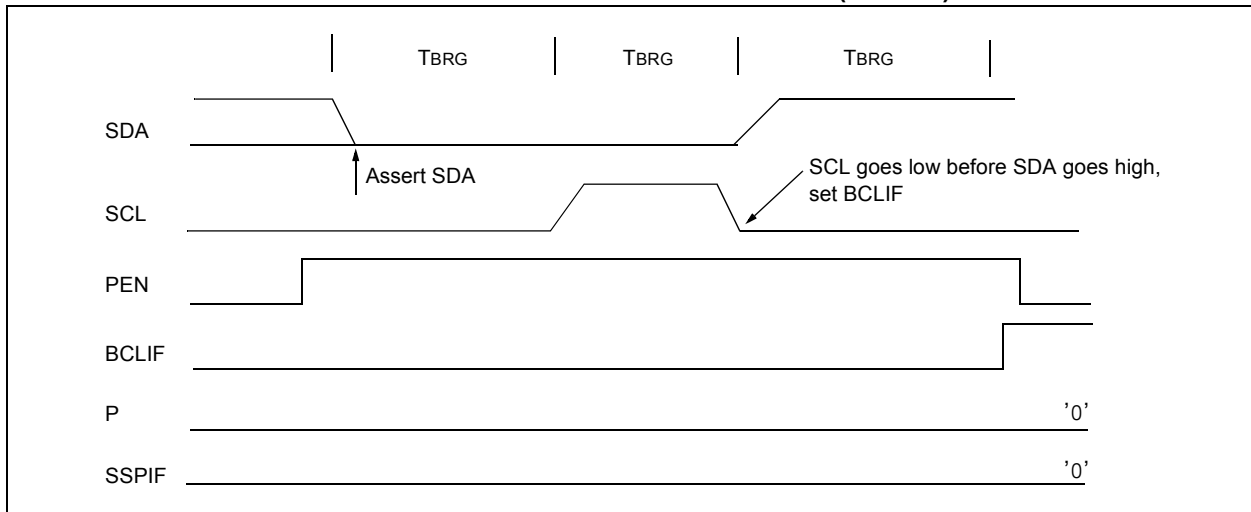 TBRG TBRG TBRG
SDA
Assert SDA
SCL goes low before SDA goes high,
set BCLIF
SCL
PEN
BCLIF
P '0'
SSPIF '0'